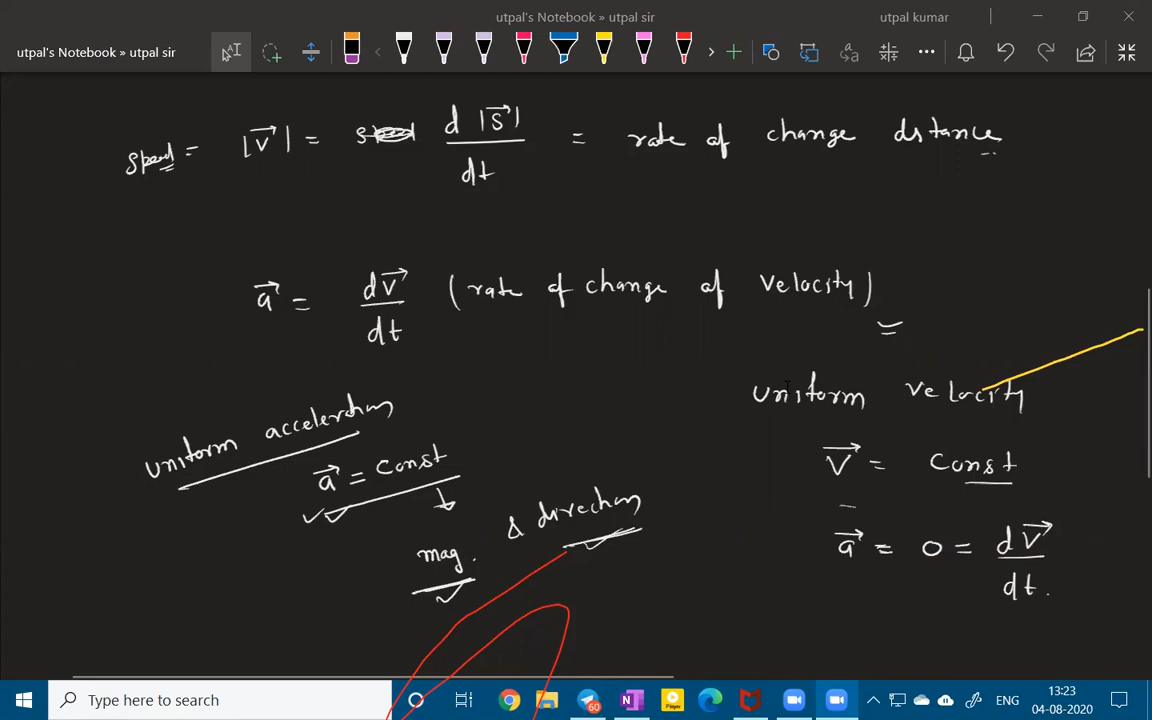 utpal's Notebook » utpal sir
utpal kumar
utpal's Notebook » utpal sir
speed = |v⃗| = d |s⃗| / dt = rate of change distance
a⃗ = dv⃗ / dt (rate of change of velocity)
uniform acceleration
a⃗ = const
mag. & direction
uniform velocity
v⃗ = const
a⃗ = 0 = dv⃗ / dt.
60
Type here to search
ENG
13:23
04-08-2020